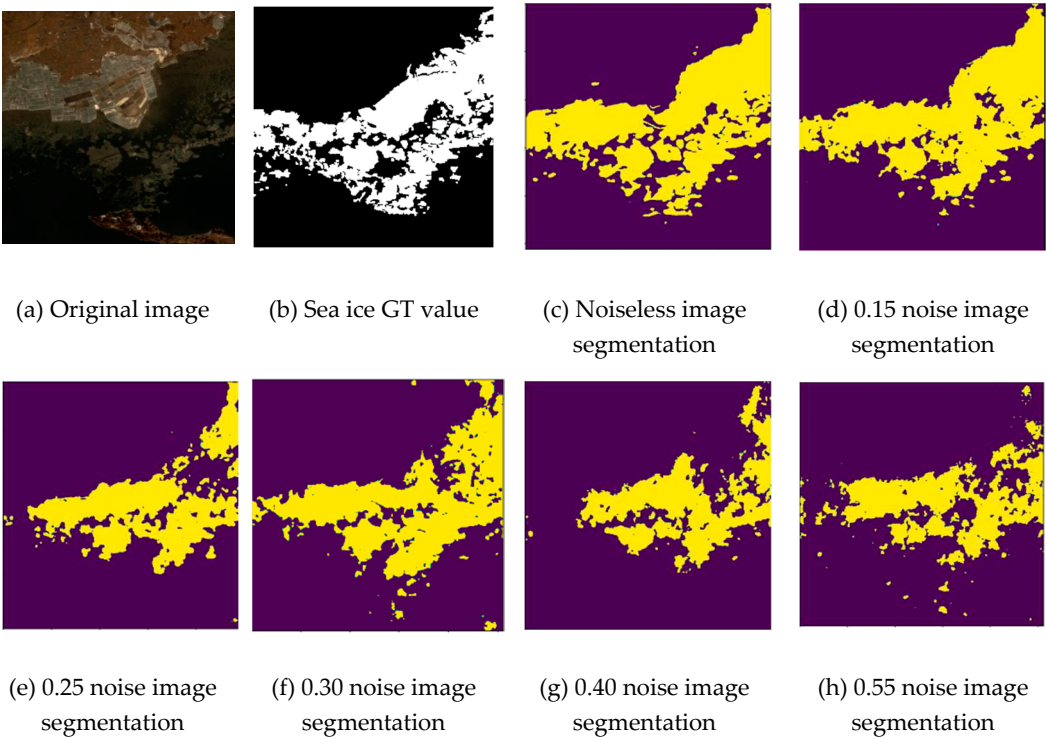 (a) Original image
(b) Sea ice GT value
(c) Noiseless image
segmentation
(d) 0.15 noise image
segmentation
(e) 0.25 noise image
segmentation
(f) 0.30 noise image
segmentation
(g) 0.40 noise image
segmentation
(h) 0.55 noise image
segmentation